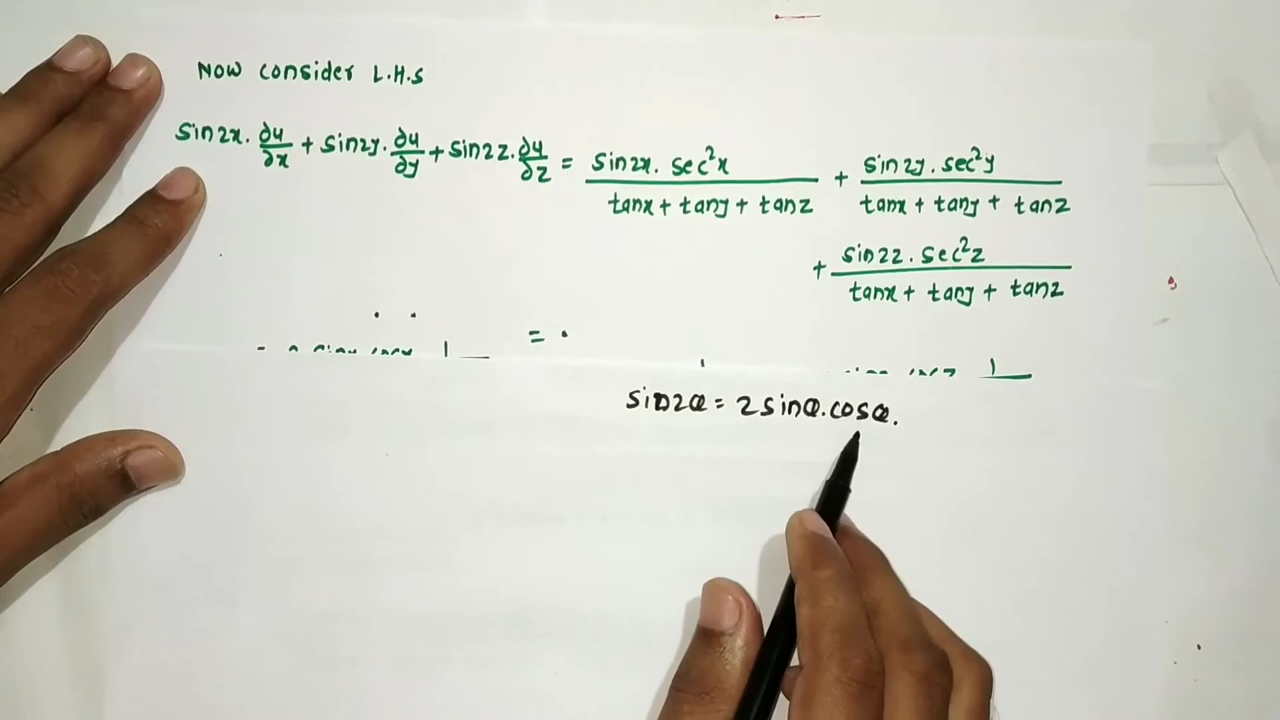 Now consider L.H.S
sin2x. ∂u/∂x + sin2y. ∂u/∂y + sin2z. ∂u/∂z = sin2x. sec²x / tanx + tany + tanz + sin2y. sec²y / tanx + tany + tanz
+ sin2z. sec²z / tanx + tany + tanz
=
sin2θ = 2sinθ.cosθ.